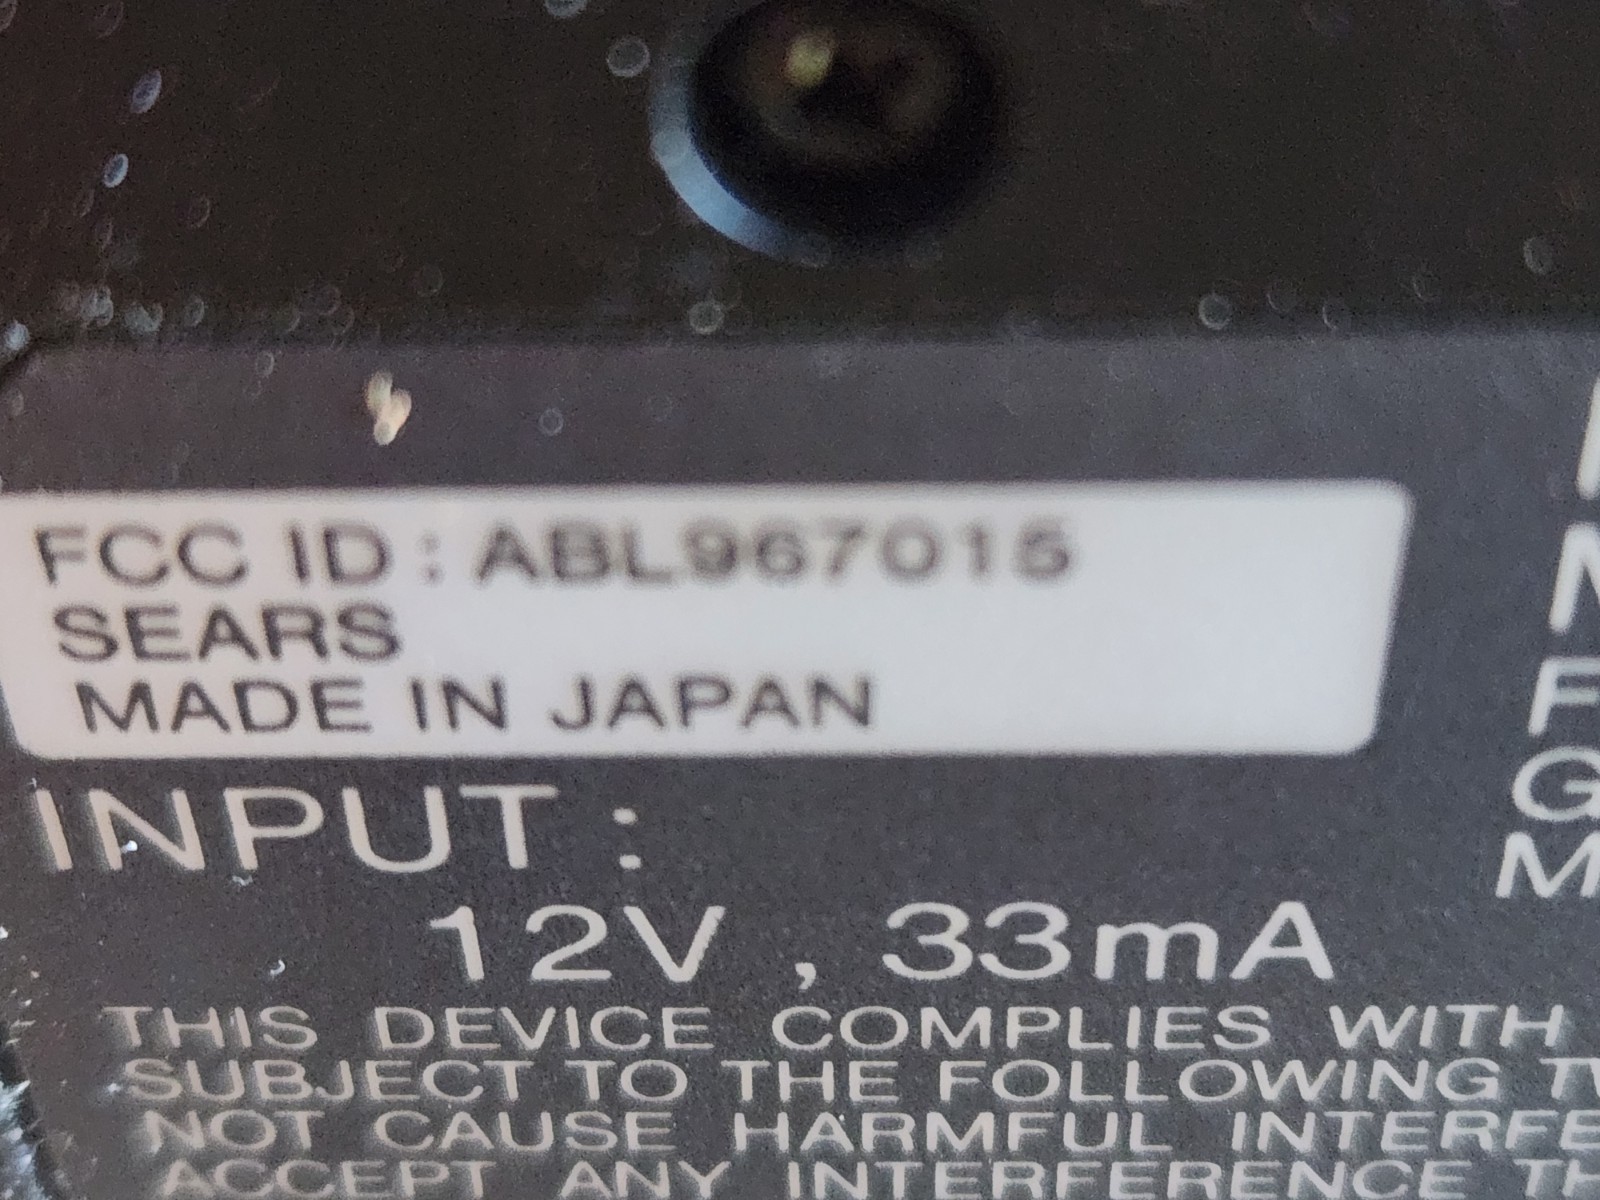 FCC ID : ABL967015
SEARS
MADE IN JAPAN
INPUT :
12V , 33mA
THIS DEVICE COMPLIES WITH
SUBJECT TO THE FOLLOWING
NOT CAUSE HARMFUL
ACCEPT ANY INTERFERENCE